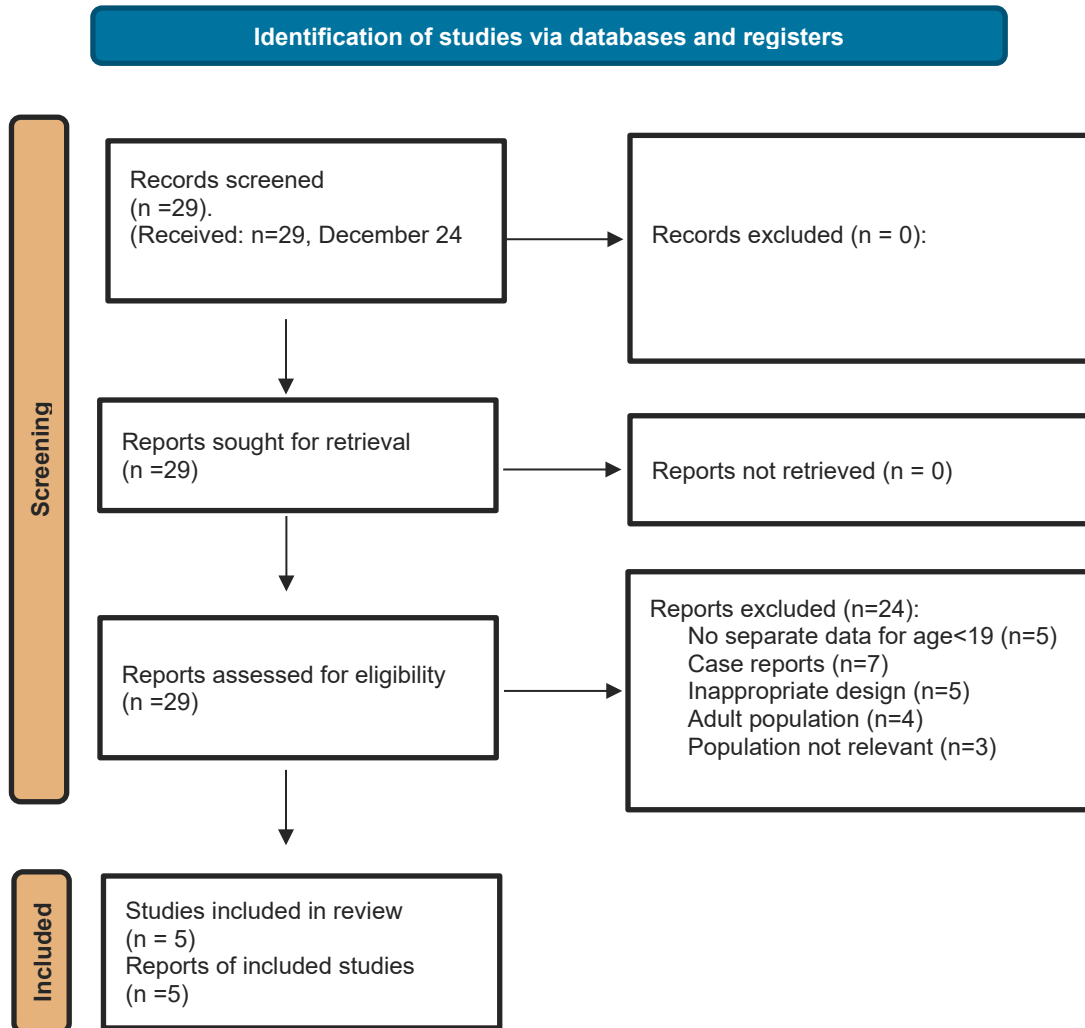 Identification of studies via databases and registers
Screening
Records screened
(n =29).
(Received: n=29, December 24
Records excluded (n = 0):
Reports sought for retrieval
(n =29)
Reports not retrieved (n = 0)
Reports assessed for eligibility
(n =29)
Reports excluded (n=24):
No separate data for age<19 (n=5)
Case reports (n=7)
Inappropriate design (n=5)
Adult population (n=4)
Population not relevant (n=3)
Included
Studies included in review
(n = 5)
Reports of included studies
(n =5)